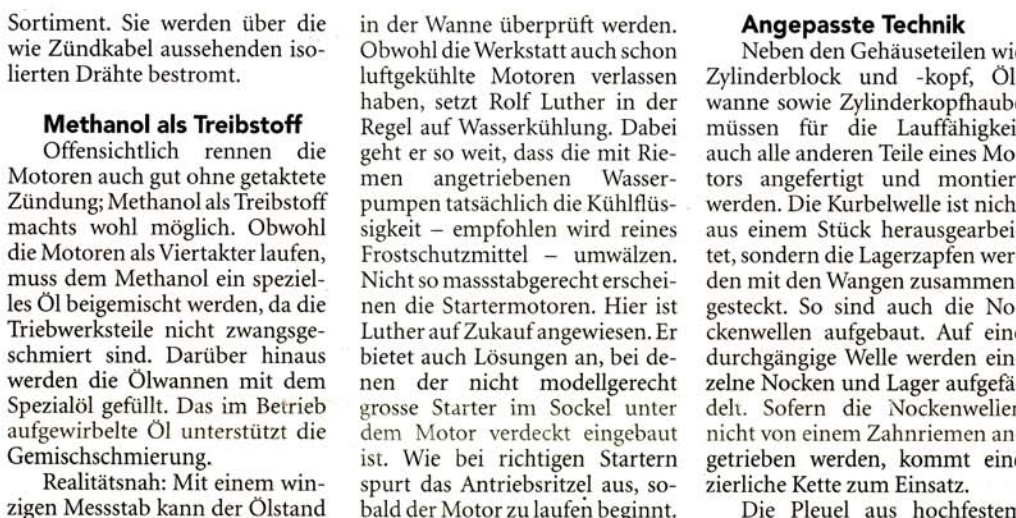 Sortiment. Sie werden über die
wie Zündkabel aussehenden iso-
lierten Drähte bestromt.
Methanol als Treibstoff
Offensichtlich rennen die
Motoren auch gut ohne getaktete
Zündung; Methanol als Treibstoff
machts wohl möglich. Obwohl
die Motoren als Viertakter laufen,
muss dem Methanol ein speziel-
les Öl beigemischt werden, da die
Triebwerksteile nicht zwangsge-
schmiert sind. Darüber hinaus
werden die Ölwannen mit dem
Spezialöl gefüllt. Das im Betrieb
aufgewirbelte Öl unterstützt die
Gemischschmierung.
Realitätsnah: Mit einem win-
zigen Messstab kann der Ölstand
in der Wanne überprüft werden.
Obwohl die Werkstatt auch schon
luftgekühlte Motoren verlassen
haben, setzt Rolf Luther in der
Regel auf Wasserkühlung. Dabei
geht er so weit, dass die mit Rie-
men angetriebenen Wasser-
pumpen tatsächlich die Kühlflüs-
sigkeit – empfohlen wird reines
Frostschutzmittel – umwälzen.
Nicht so massstabgerecht erschei-
nen die Startermotoren. Hier ist
Luther auf Zukauf angewiesen. Er
bietet auch Lösungen an, bei de-
nen der nicht modellgerecht
grosse Starter im Sockel unter
dem Motor verdeckt eingebaut
ist. Wie bei richtigen Startern
spurt das Antriebsritzel aus, so-
bald der Motor zu laufen beginnt.
Angepasste Technik
Neben den Gehäuseteilen wie
Zylinderblock und -kopf, Öl
wanne sowie Zylinderkopfhaube
müssen für die Lauffähigkei
auch alle anderen Teile eines Mo
tors angefertigt und montier
werden. Die Kurbelwelle ist nich
aus einem Stück herausgearbei
tet, sondern die Lagerzapfen wer
den mit den Wangen zusammen
gesteckt. So sind auch die No
ckenwellen aufgebaut. Auf eine
durchgängige Welle werden ein
zelne Nocken und Lager aufgefä
delt. Sofern die Nockenwellen
nicht von einem Zahnriemen an
getrieben werden, kommt eine
zierliche Kette zum Einsatz.
Die Pleuel aus hochfestem